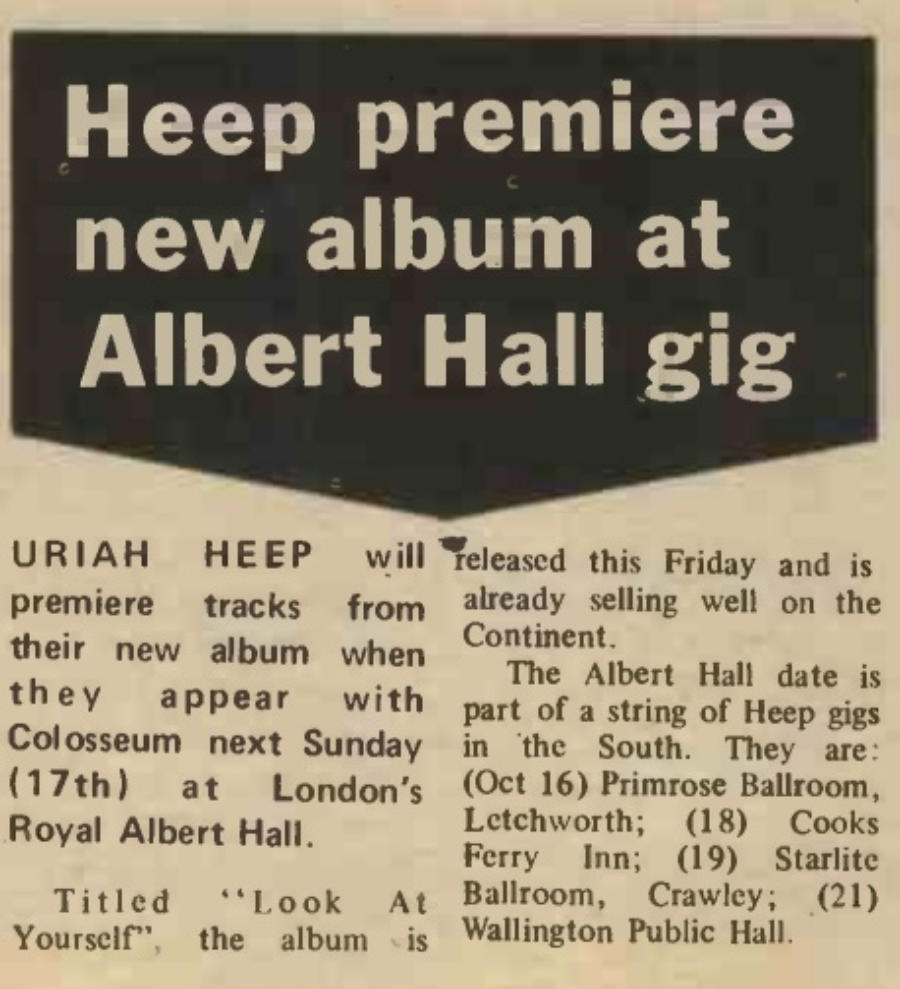 Heep premiere
new album at
Albert Hall gig
URIAH HEEP will
premiere tracks from
their new album when
they appear with
Colosseum next Sunday
(17th) at London's
Royal Albert Hall.
Titled "Look At
Yourself", the album is
released this Friday and is
already selling well on the
Continent.
The Albert Hall date is
part of a string of Heep gigs
in the South. They are:
(Oct 16) Primrose Ballroom,
Letchworth; (18) Cooks
Ferry Inn; (19) Starlite
Ballroom, Crawley; (21)
Wallington Public Hall.